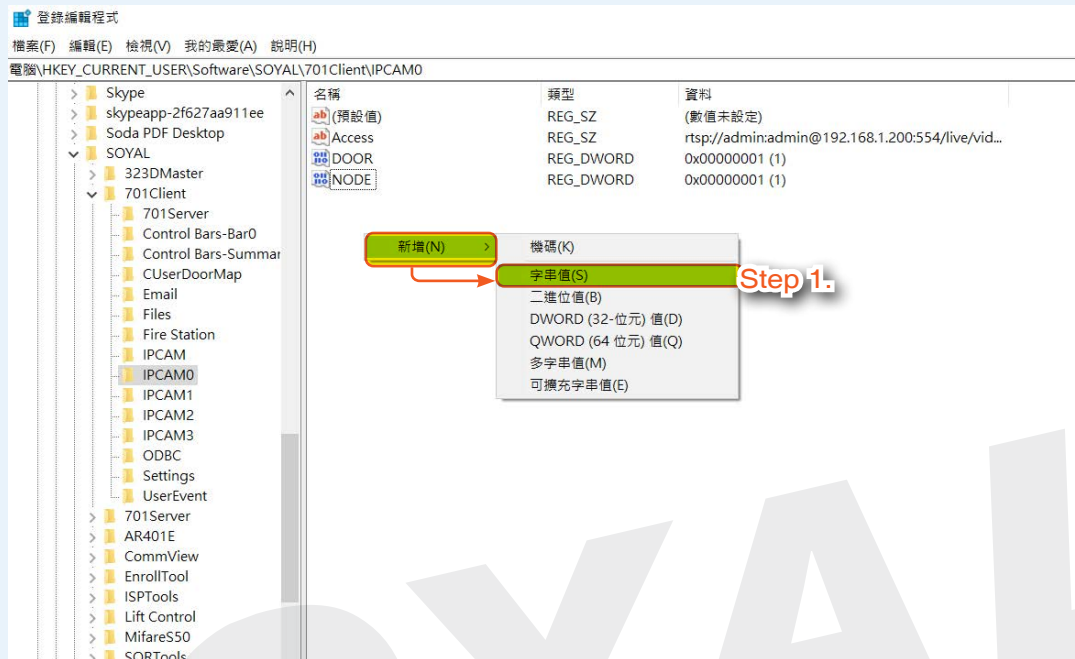 登錄編輯程式
檔案(F) 編輯(E) 檢視(V) 我的最愛(A) 說明(H)
電腦\HKEY_CURRENT_USER\Software\SOYAL\701Client\IPCAM0
Skype
skypeapp-2f627aa911ee
Soda PDF Desktop
SOYAL
323DMaster
701Client
701Server
Control Bars-Bar0
Control Bars-Summar
CUserDoorMap
Email
Files
Fire Station
IPCAM
IPCAM0
IPCAM1
IPCAM2
IPCAM3
ODBC
Settings
UserEvent
701Server
AR401E
CommView
EnrollTool
ISPTools
Lift Control
MifareS50
SORTools
名稱 類型 資料
(預設值) REG_SZ (數值未設定)
Access REG_SZ rtsp://admin:admin@192.168.1.200:554/live/vid...
DOOR REG_DWORD 0x00000001 (1)
NODE REG_DWORD 0x00000001 (1)
新增(N)
機碼(K)
字串值(S)
Step 1.
二進位值(B)
DWORD (32-位元) 值(D)
QWORD (64 位元) 值(Q)
多字串值(M)
可擴充字串值(E)